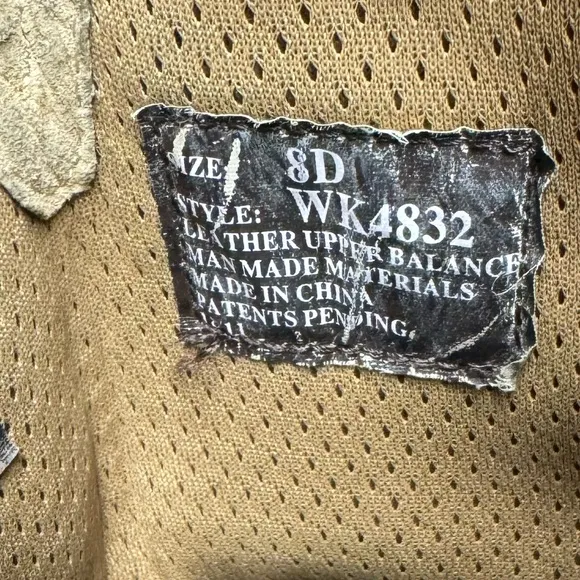 SIZE 8D
STYLE: WK4832
LEATHER UPPER BALANCE
MAN MADE MATERIALS
MADE IN CHINA
PATENTS PENDING